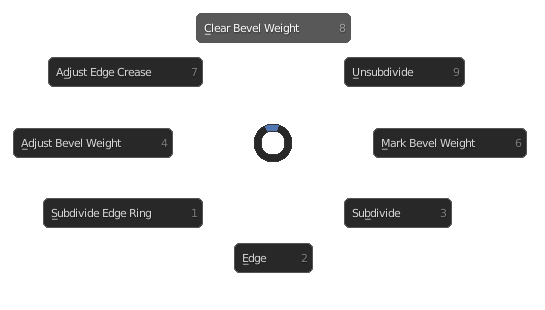 Clear Bevel Weight 8
Adjust Edge Crease 7
Unsubdivide 9
Adjust Bevel Weight 4
Mark Bevel Weight 6
Subdivide Edge Ring 1
Subdivide 3
Edge 2